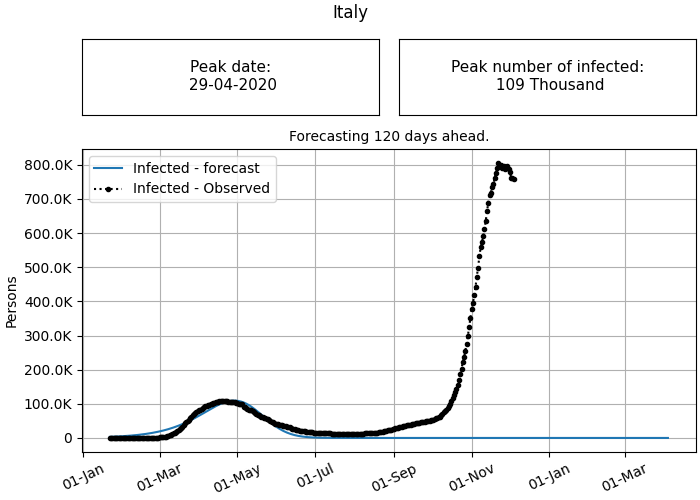 Italy
Peak date:
29-04-2020
Peak number of infected:
109 Thousand
Forecasting 120 days ahead.
Infected - forecast
Infected - Observed
800.0K
700.0K
600.0K
500.0K
400.0K
300.0K
200.0K
100.0K
0
Persons
01-Jan
01-Mar
01-May
01-Jul
01-Sep
01-Nov
01-Jan
01-Mar